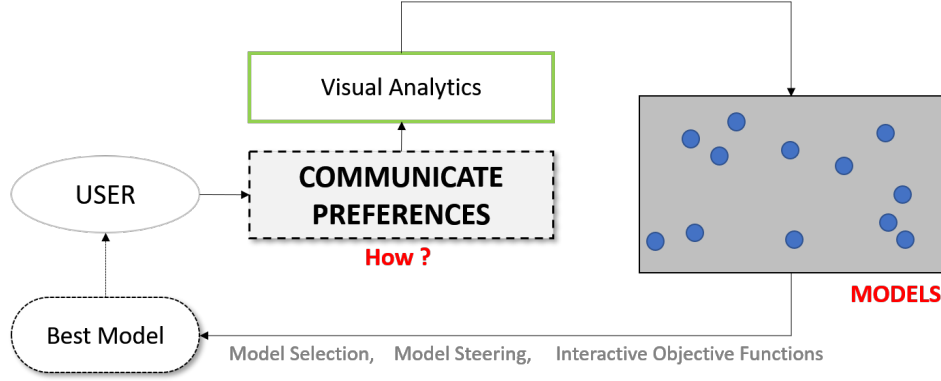 Visual Analytics
USER
COMMUNICATE
PREFERENCES
How ?
MODELS
Best Model
Model Selection, Model Steering, Interactive Objective Functions